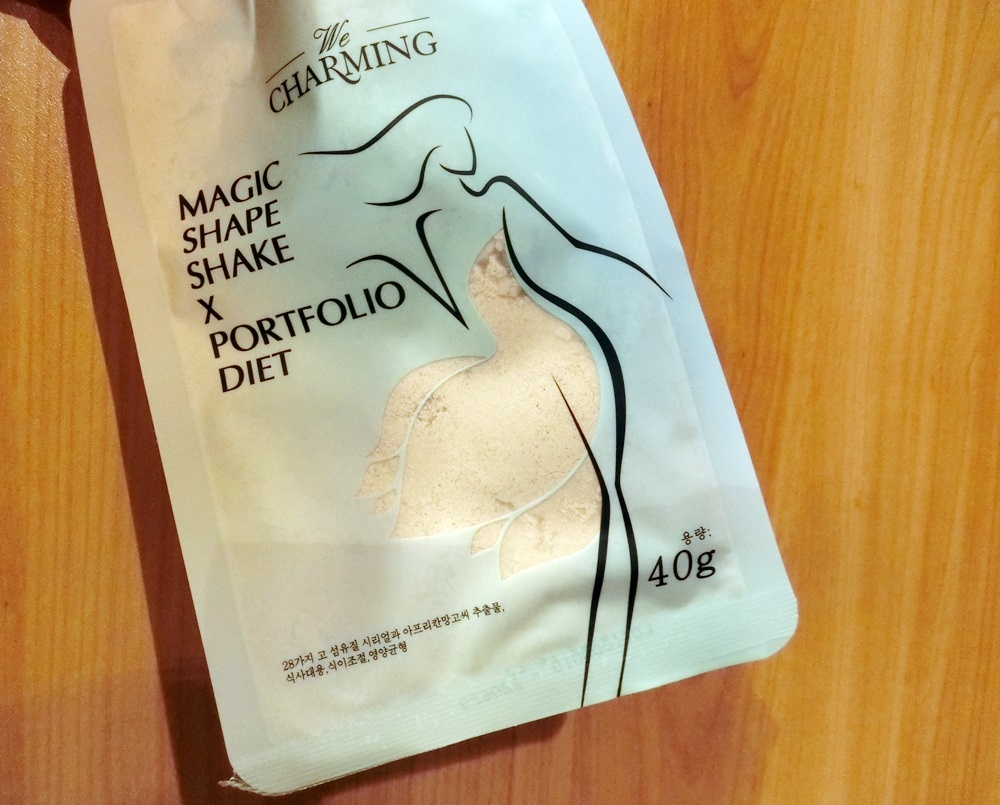 We
CHARMING
MAGIC
SHAPE
SHAKE
X
PORTFOLIO
DIET
용량:
40g
28가지 고 섬유질 시리얼과 아프리칸망고씨 추출물,
식사대용,식이조절,영양균형